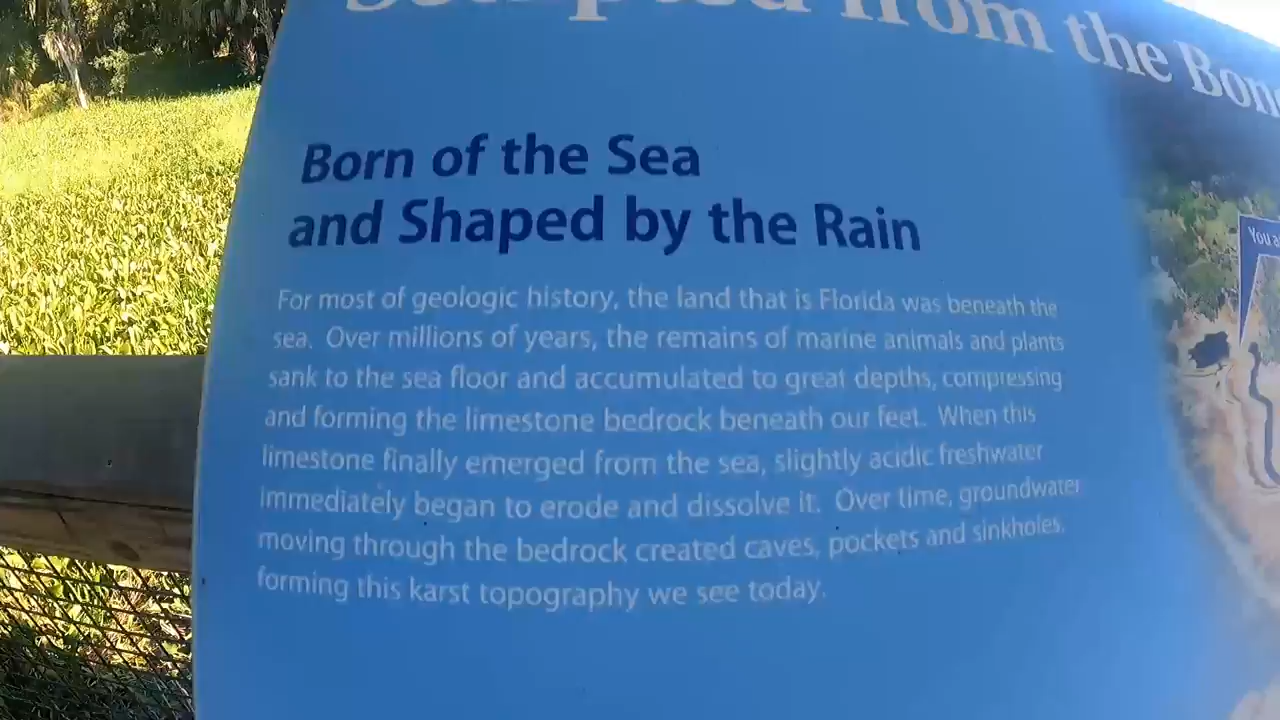 Sculpted from the Bone
Born of the Sea
and Shaped by the Rain
For most of geologic history, the land that is Florida was beneath the
sea. Over millions of years, the remains of marine animals and plants
sank to the sea floor and accumulated to great depths, compressing
and forming the limestone bedrock beneath our feet. When this
limestone finally emerged from the sea, slightly acidic freshwater
immediately began to erode and dissolve it. Over time, groundwater
moving through the bedrock created caves, pockets and sinkholes,
forming this karst topography we see today.
You a